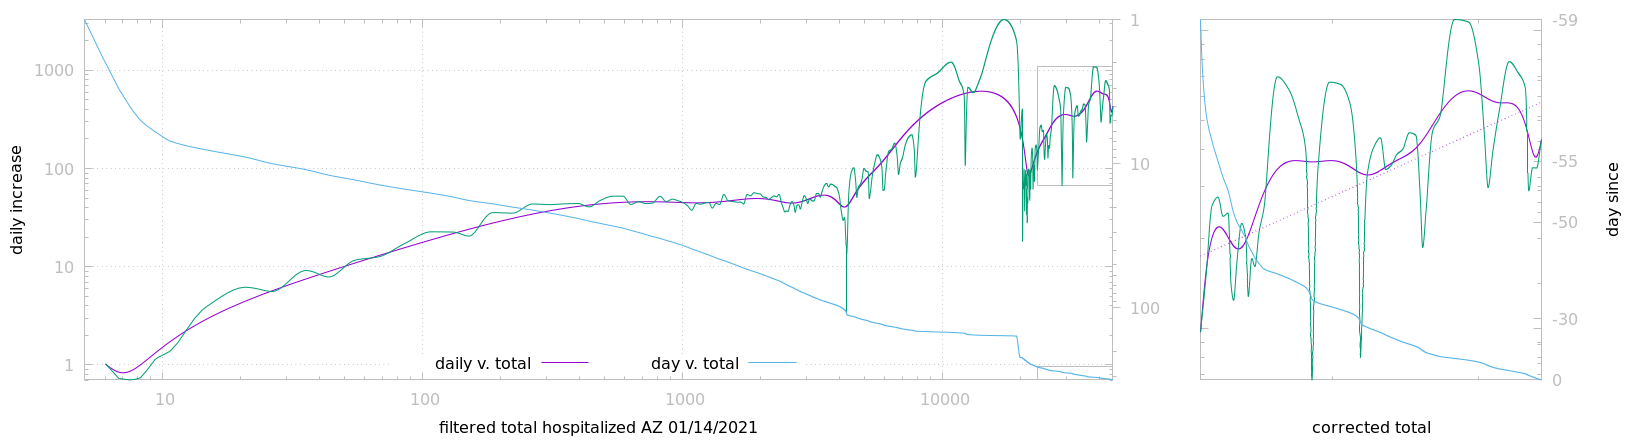 daily increase
1000
100
10
1
10
100
1000
10000
1
10
100
daily v. total
day v. total
filtered total hospitalized AZ 01/14/2021
-59
-55
-50
-30
0
day since
corrected total